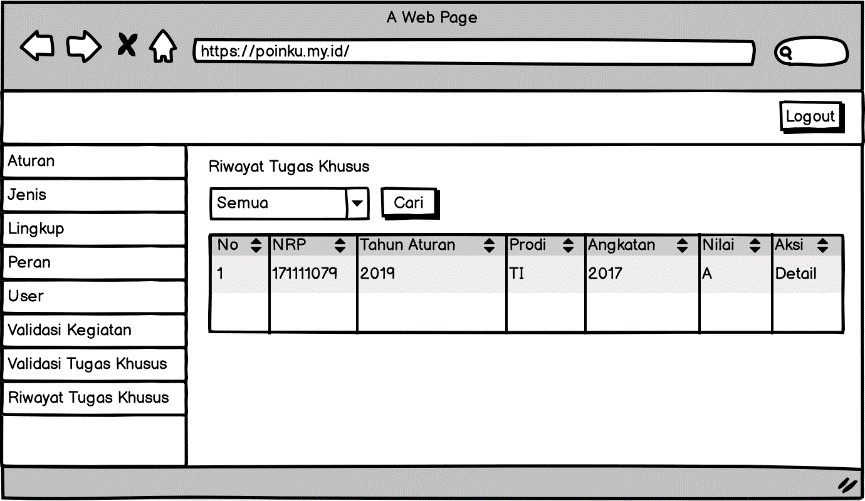 A Web Page
https://poinku.my.id/
Logout
Aturan
Jenis
Lingkup
Peran
User
Validasi Kegiatan
Validasi Tugas Khusus
Riwayat Tugas Khusus
Riwayat Tugas Khusus
Semua Cari
No NRP Tahun Aturan Prodi Angkatan Nilai Aksi
1 171111079 2019 TI 2017 A Detail